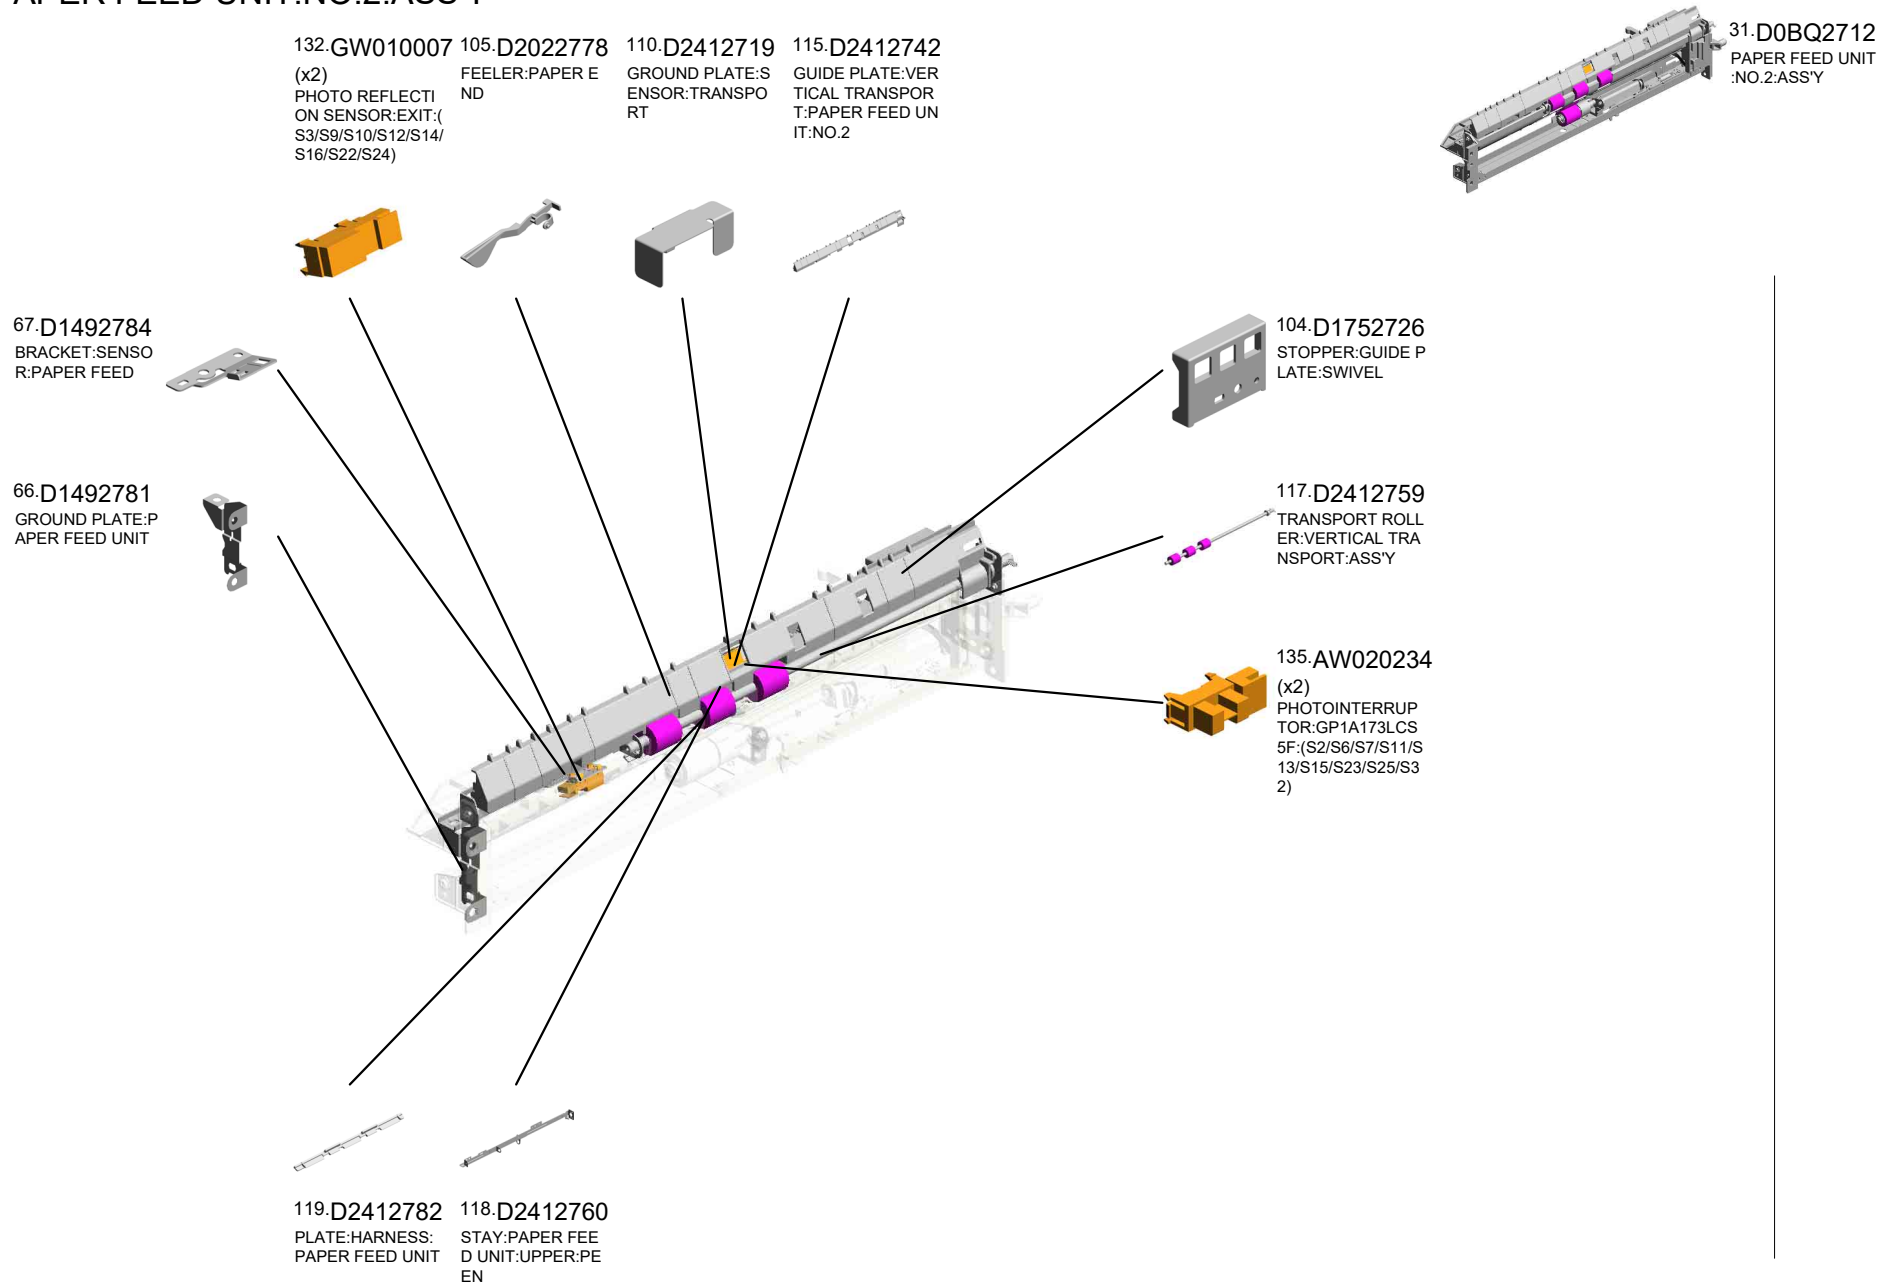 APER FEED UNIT:NO.2:ASS'Y
132.GW010007
(x2)
PHOTO REFLECTI
ON SENSOR:EXIT:(
S3/S9/S10/S12/S14/
S16/S22/S24)
105.D2022778
FEELER:PAPER E
ND
110.D2412719
GROUND PLATE:S
ENSOR:TRANSPO
RT
115.D2412742
GUIDE PLATE:VER
TICAL TRANSPOR
T:PAPER FEED UN
IT:NO.2
31.D0BQ2712
PAPER FEED UNIT
:NO.2:ASS'Y
67.D1492784
BRACKET:SENSO
R:PAPER FEED
104.D1752726
STOPPER:GUIDE P
LATE:SWIVEL
66.D1492781
GROUND PLATE:P
APER FEED UNIT
117.D2412759
TRANSPORT ROLL
ER:VERTICAL TRA
NSPORT:ASS'Y
135.AW020234
(x2)
PHOTOINTERRUP
TOR:GP1A173LCS
5F:(S2/S6/S7/S11/S
13/S15/S23/S25/S3
2)
119.D2412782
PLATE:HARNESS:
PAPER FEED UNIT
118.D2412760
STAY:PAPER FEE
D UNIT:UPPER:PE
EN